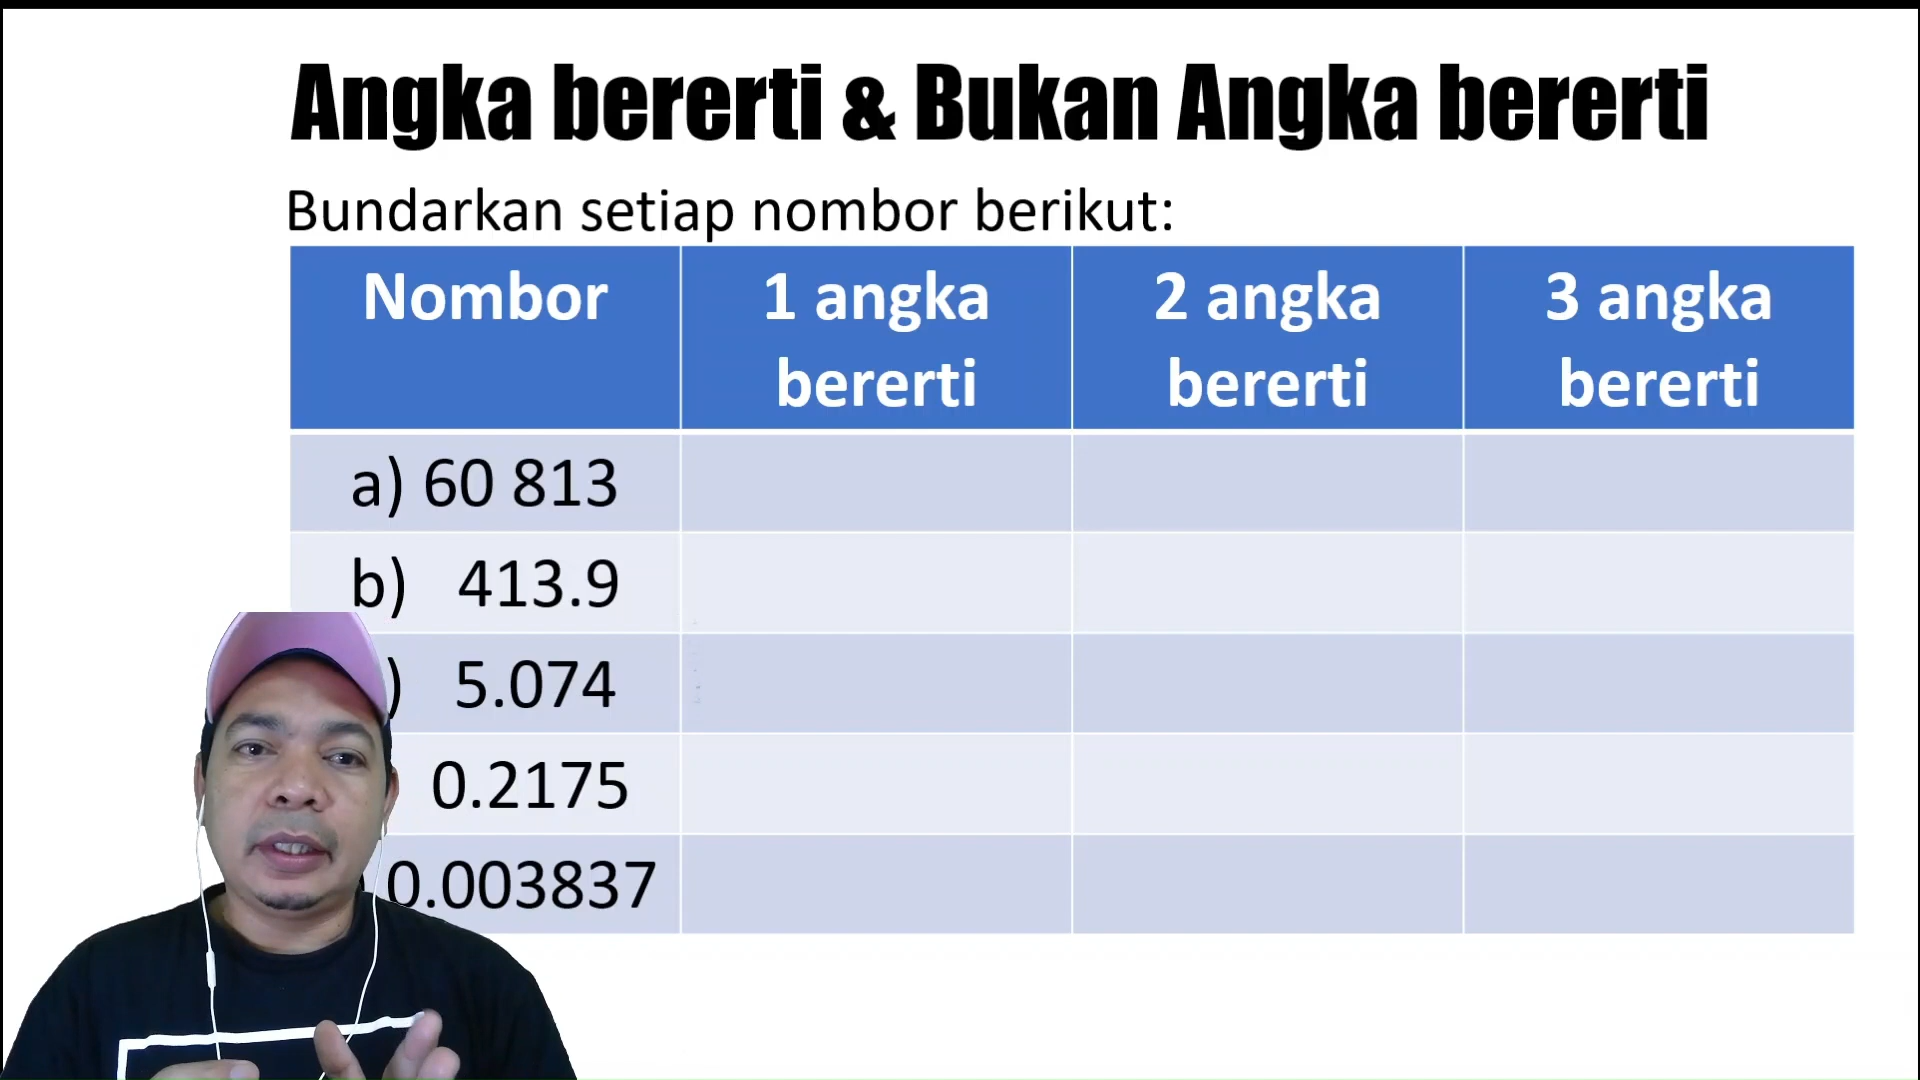 Angka bererti & Bukan Angka bererti
Bundarkan setiap nombor berikut:
Nombor
1 angka bererti
2 angka bererti
3 angka bererti
a) 60 813
b) 413.9
) 5.074
0.2175
0.003837